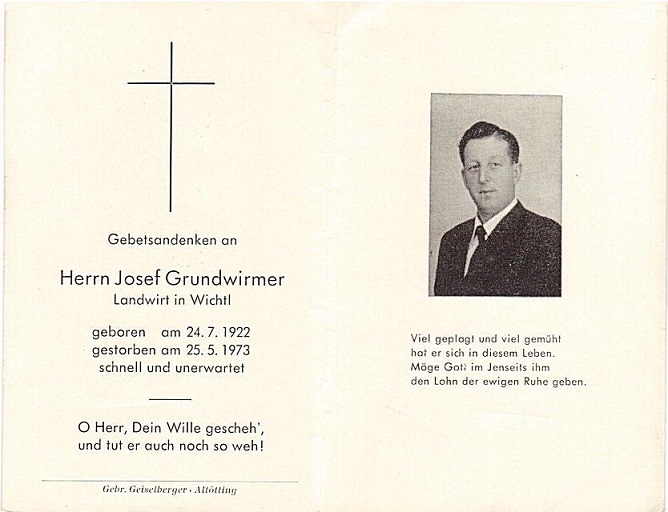 Gebetsandenken an
Herrn Josef Grundwirmer
Landwirt in Wichtl
geboren am 24. 7. 1922
gestorben am 25. 5. 1973
schnell und unerwartet
O Herr, Dein Wille gescheh',
und tut er auch noch so weh!
Gebr. Geiselberger · Altötting
Viel geplagt und viel gemüht
hat er sich in diesem Leben.
Möge Gott im Jenseits ihm
den Lohn der ewigen Ruhe geben.